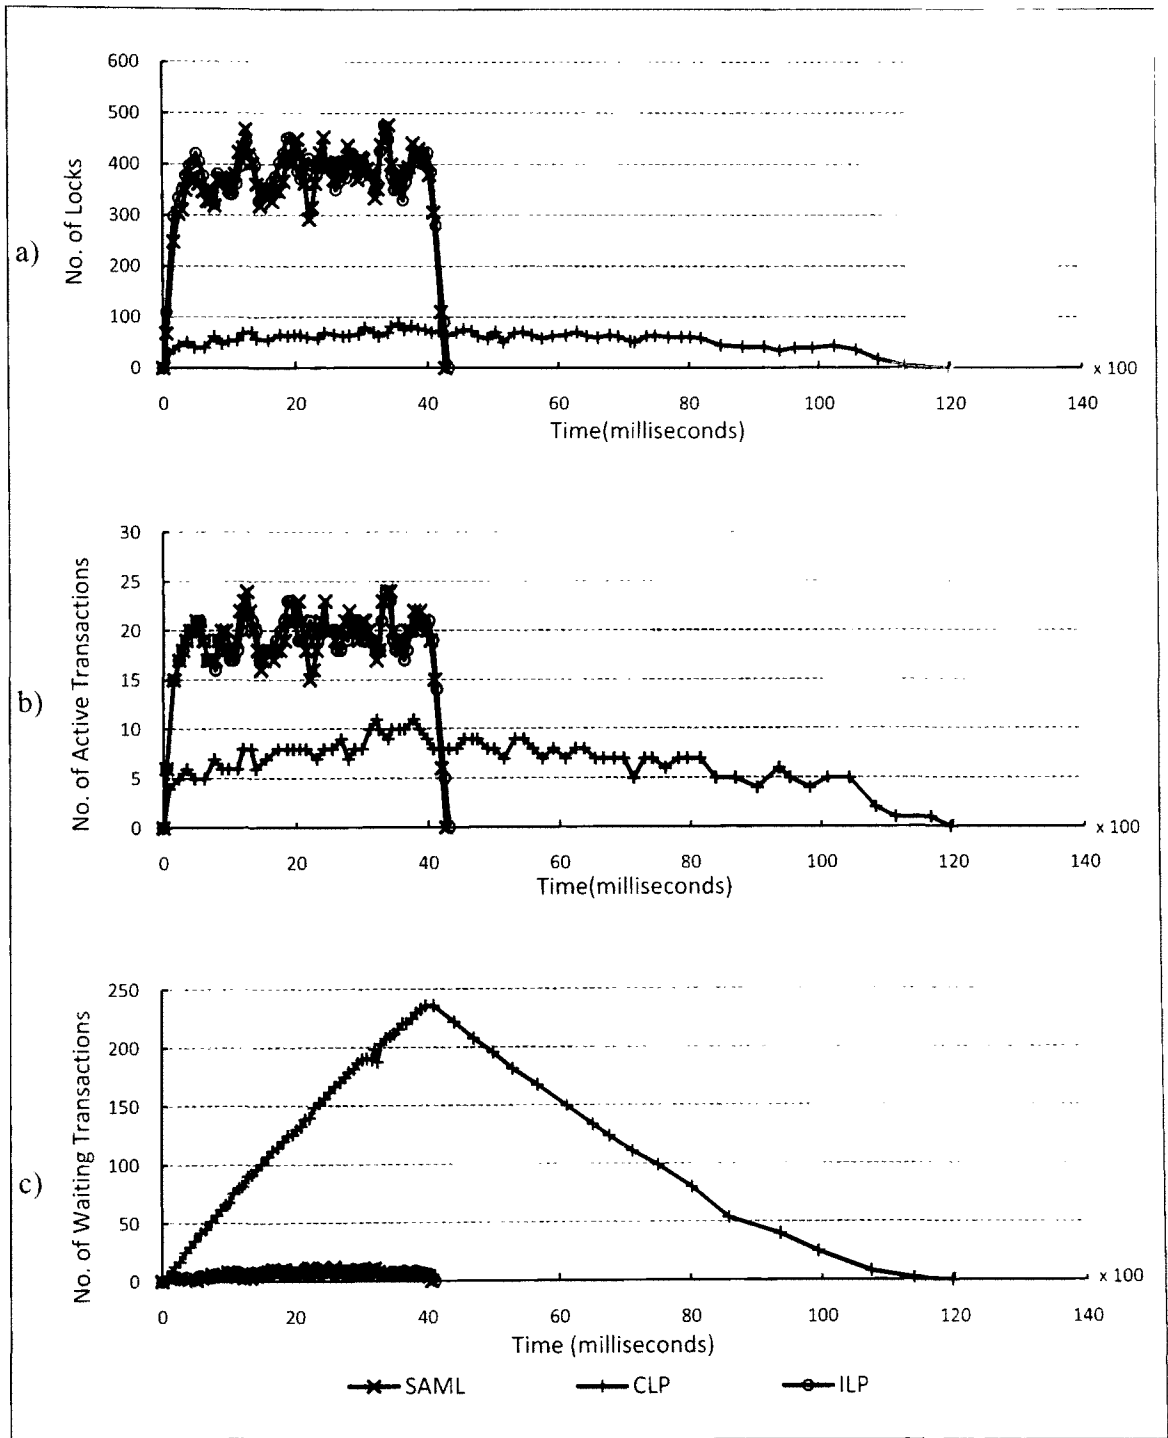 a)
No. of Locks
600
500
400
300
200
100
0
0 20 40 60 80 100 120 140
x 100
Time(milliseconds)
b)
No. of Active Transactions
30
25
20
15
10
5
0
0 20 40 60 80 100 120 140
x 100
Time(milliseconds)
c)
No. of Waiting Transactions
250
200
150
100
50
0
0 20 40 60 80 100 120 140
x 100
Time (milliseconds)
SAML CLP ILP